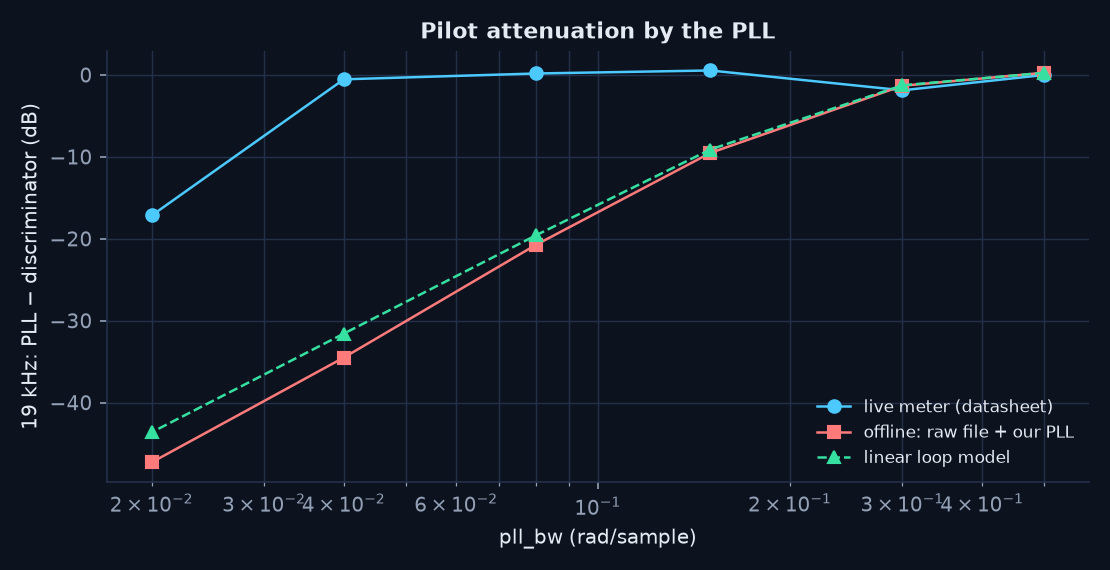 Pilot attenuation by the PLL
19 kHz: PLL − discriminator (dB)
0
−10
−20
−30
−40
live meter (datasheet)
offline: raw file + our PLL
linear loop model
2 × 10⁻² 3 × 10⁻² 4 × 10⁻² 6 × 10⁻² 10⁻¹ 2 × 10⁻¹ 3 × 10⁻¹ 4 × 10⁻¹
pll_bw (rad/sample)